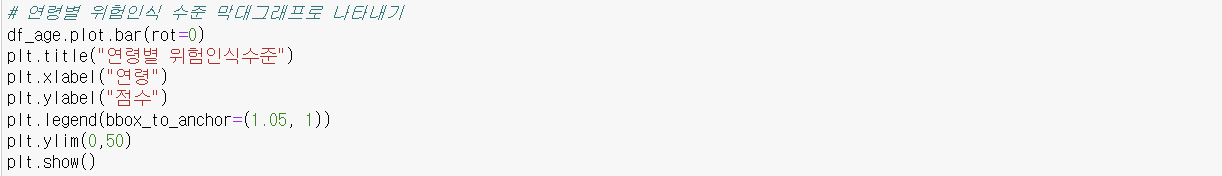 # 연령별 위험인식 수준 막대그래프로 나타내기
df_age.plot.bar(rot=0)
plt.title("연령별 위험인식수준")
plt.xlabel("연령")
plt.ylabel("점수")
plt.legend(bbox_to_anchor=(1.05, 1))
plt.ylim(0,50)
plt.show()